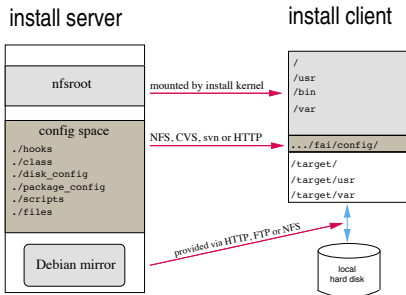 install server
install client
nfsroot
config space
./hooks
./class
./disk_config
./package_config
./scripts
./files
Debian mirror
mounted by install kernel
NFS, CVS, svn or HTTP
provided via HTTP, FTP or NFS
/
/usr
/bin
/var
.../fai/config/
/target/
/target/usr
/target/var
local
hard disk